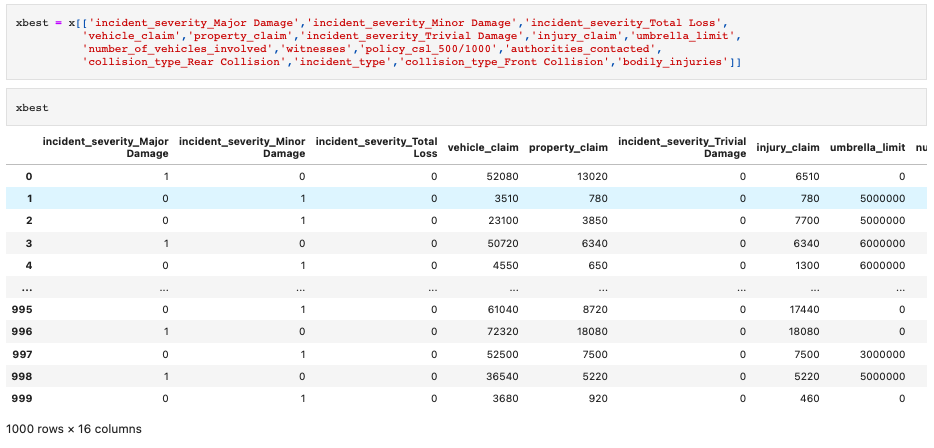 xbest = x[['incident_severity_Major Damage','incident_severity_Minor Damage','incident_severity_Total Loss',
'vehicle_claim','property_claim','incident_severity_Trivial Damage','injury_claim','umbrella_limit',
'number_of_vehicles_involved','witnesses','policy_csl_500/1000','authorities_contacted',
'collision_type_Rear Collision','incident_type','collision_type_Front Collision','bodily_injuries']]
xbest
incident_severity_Major Damage incident_severity_Minor Damage incident_severity_Total Loss vehicle_claim property_claim incident_severity_Trivial Damage injury_claim umbrella_limit nu
0 1 0 0 52080 13020 0 6510 0
1 0 1 0 3510 780 0 780 5000000
2 0 1 0 23100 3850 0 7700 5000000
3 1 0 0 50720 6340 0 6340 6000000
4 0 1 0 4550 650 0 1300 6000000
... ... ... ... ... ... ... ... ...
995 0 1 0 61040 8720 0 17440 0
996 1 0 0 72320 18080 0 18080 0
997 0 1 0 52500 7500 0 7500 3000000
998 1 0 0 36540 5220 0 5220 5000000
999 0 1 0 3680 920 0 460 0
1000 rows × 16 columns